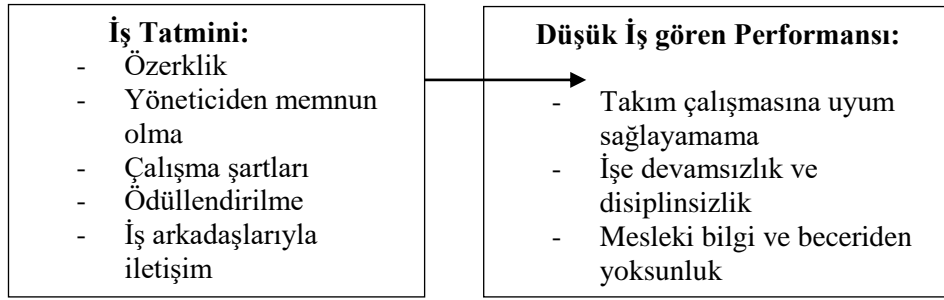 İş Tatmini:
- Özerklik
- Yöneticiden memnun
olma
- Çalışma şartları
- Ödüllendirilme
- İş arkadaşlarıyla
iletişim
Düşük İş gören Performansı:
- Takım çalışmasına uyum
sağlayamama
- İşe devamsızlık ve
disiplinsizlik
- Mesleki bilgi ve beceriden
yoksunluk